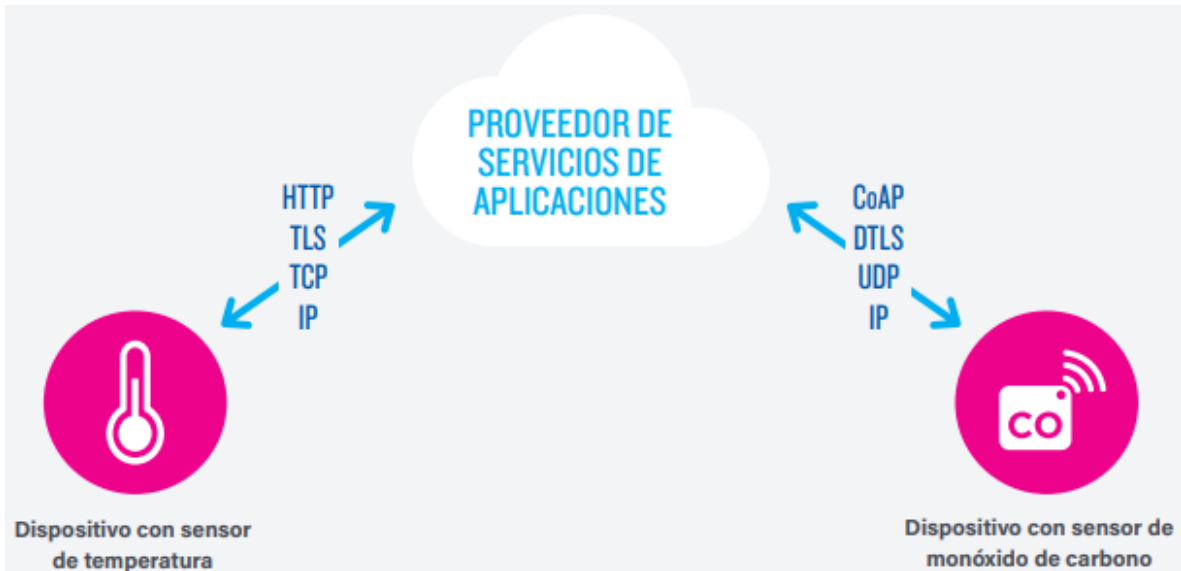 PROVEEDOR DE
SERVICIOS DE
APLICACIONES
HTTP
TLS
TCP
IP
CoAP
DTLS
UDP
IP
CO
Dispositivo con sensor
de temperatura
Dispositivo con sensor de
monóxido de carbono